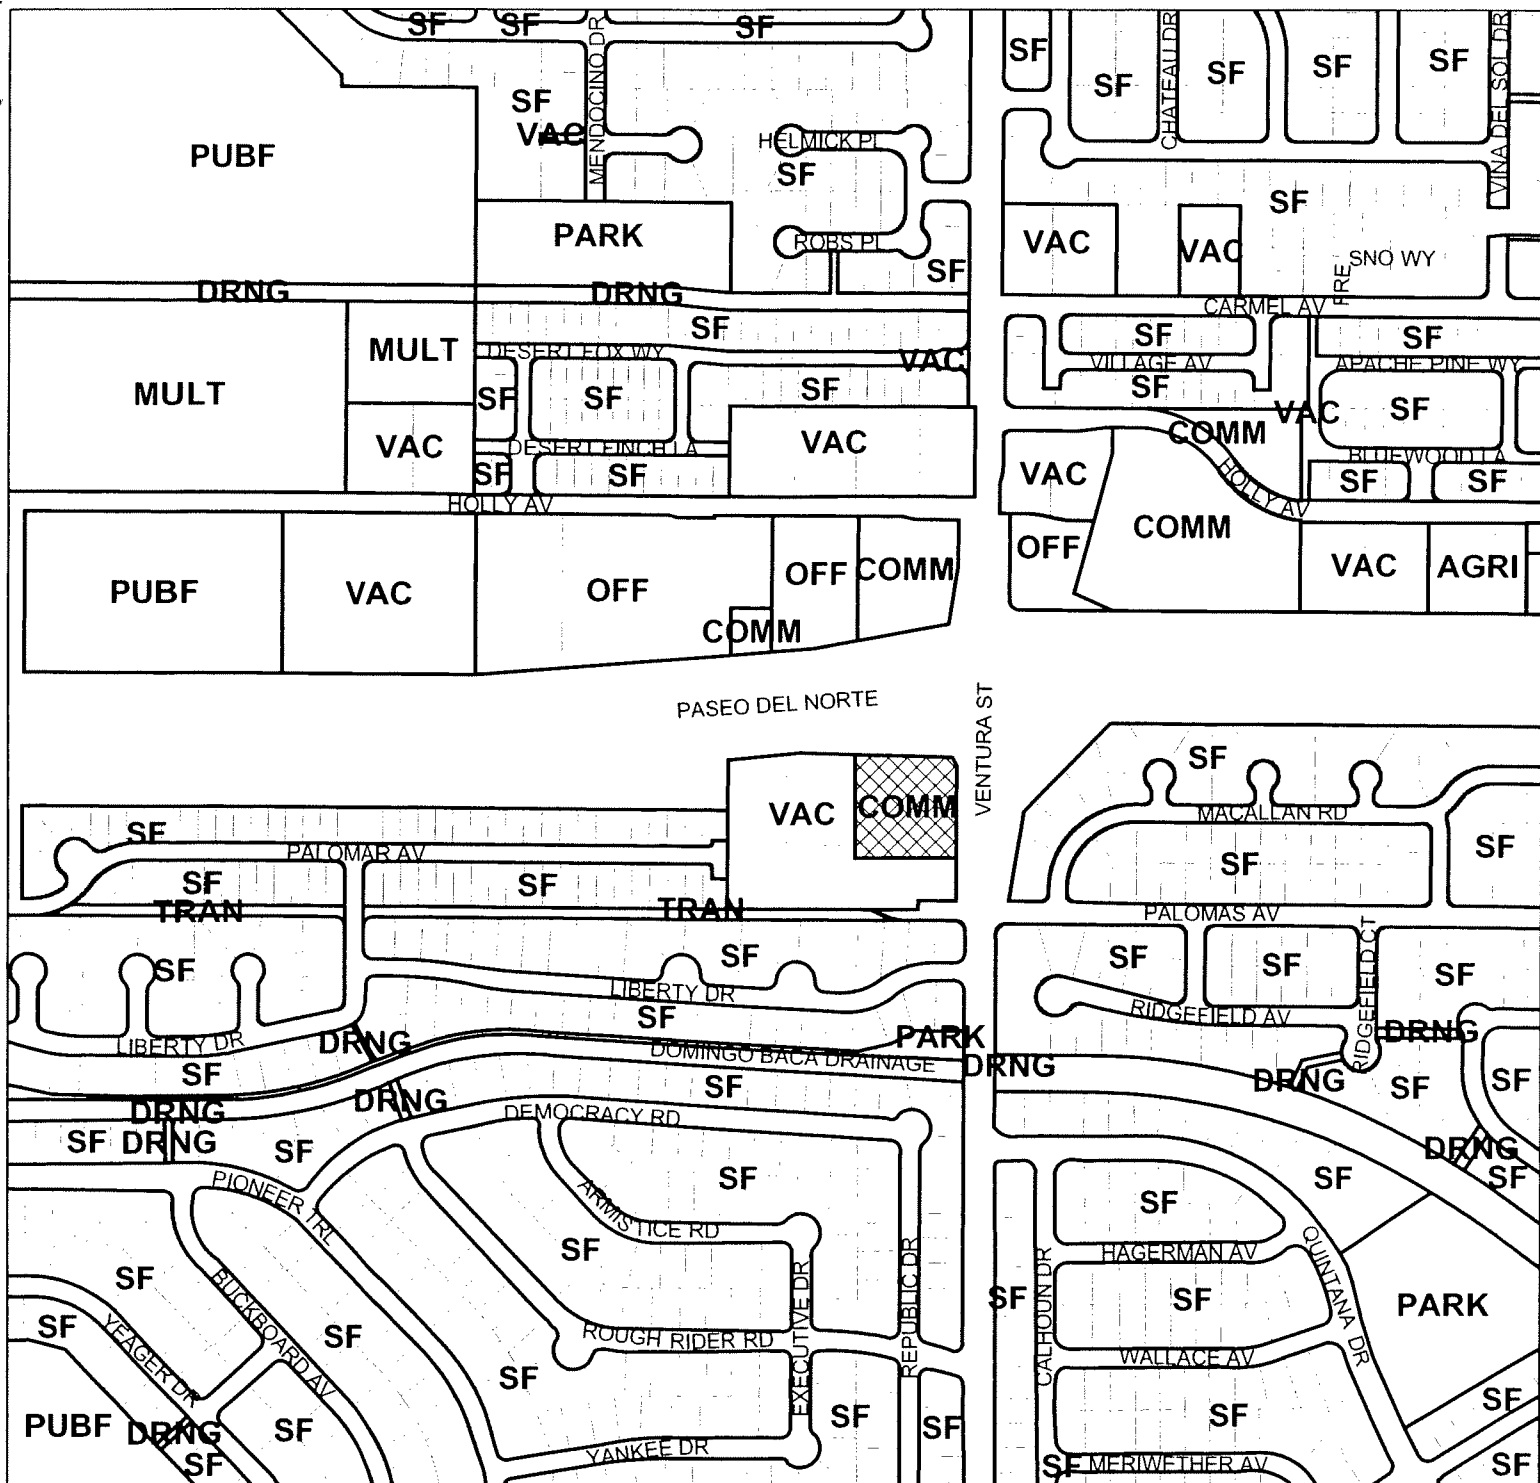 SF SF SF SF SF SF SF SF SF
MENDOCINO DR
CHATEAU DR
VINA DEL SOL DR
SF
VAC
PUBF
HELMICK PL
SF
SF
PARK
ROBS PL
SF
VAC
VAC
SNO WY
FRE
DRNG
DRNG
CARMEL AV
SF
SF
SF
MULT
DESERT FOX WY
VAC
VILLAGE AV
APACHE PINE WY
MULT
SF
SF
SF
SF
VAC
SF
VAC
VAC
COMM
DESERT FINCH LA
BLUEWOOD LA
SF
SF
VAC
HOLLY AV
SF
SF
HOLLY AV
COMM
OFF
PUBF
VAC
OFF
OFF
COMM
VAC
AGRI
COMM
PASEO DEL NORTE
VENTURA ST
SF
VAC
COMM
MACALLAN RD
SF
PALOMAR AV
SF
SF
SF
SF
TRAN
TRAN
PALOMAS AV
SF
SF
SF
SF
SF
RIDGEFIELD CT
LIBERTY DR
RIDGEFIELD AV
SF
LIBERTY DR
DRNG
PARK
DRNG
DOMINGO BACA DRAINAGE
DRNG
SF
SF
DRNG
SF
SF
DRNG
DRNG
DEMOCRACY RD
SF
DRNG
SF
DRNG
SF
PIONEER TRL
SF
SF
SF
ARMISTICE RD
SF
HAGERMAN AV
QUINTANA DR
SF
BUCKBOARD AV
EXECUTIVE DR
REPUBLIC DR
SF
CALHOUN DR
SF
PARK
SF
YEAGER DR
SF
ROUGH RIDER RD
WALLACE AV
SF
SF
PUBF
DRNG
SF
SF
SF
SF
SF
YANKEE DR
SF
MERIWETHER AV
SF